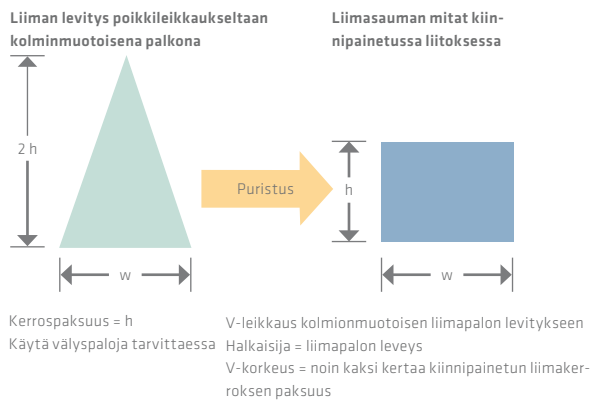 Liiman levitys poikkileikkaukseltaan
kolminmuotoisena palkona
Liimasauman mitat kiin-
nipainetussa liitoksessa
2 h
Puristus
h
w
w
Kerrospaksuus = h
Käytä välyspaloja tarvittaessa
V-leikkaus kolmionmuotoisen liimapalon levitykseen
Halkaisija = liimapalon leveys
V-korkeus = noin kaksi kertaa kiinnipainetun liimaker-
roksen paksuus